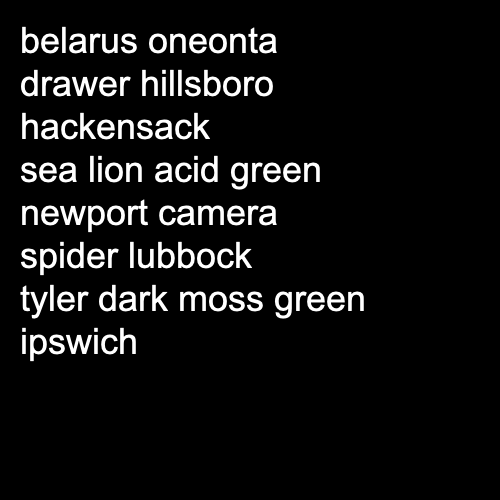 belarus oneonta
drawer hillsboro
hackensack
sea lion acid green
newport camera
spider lubbock
tyler dark moss green
ipswich